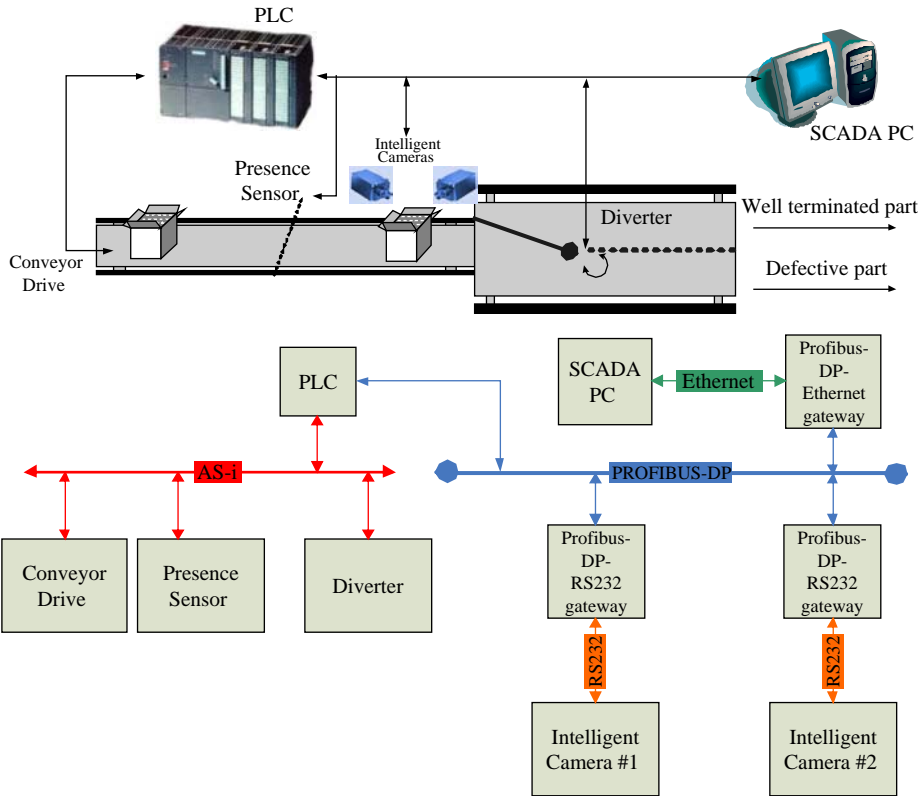 PLC
SCADA PC
Intelligent
Cameras
Presence
Sensor
Diverter
Well terminated part
Conveyor
Drive
Defective part
PLC
SCADA
PC
Ethernet
Profibus-
DP-
Ethernet
gateway
AS-i
PROFIBUS-DP
Conveyor
Drive
Presence
Sensor
Diverter
Profibus-
DP-
RS232
gateway
Profibus-
DP-
RS232
gateway
RS232
RS232
Intelligent
Camera #1
Intelligent
Camera #2